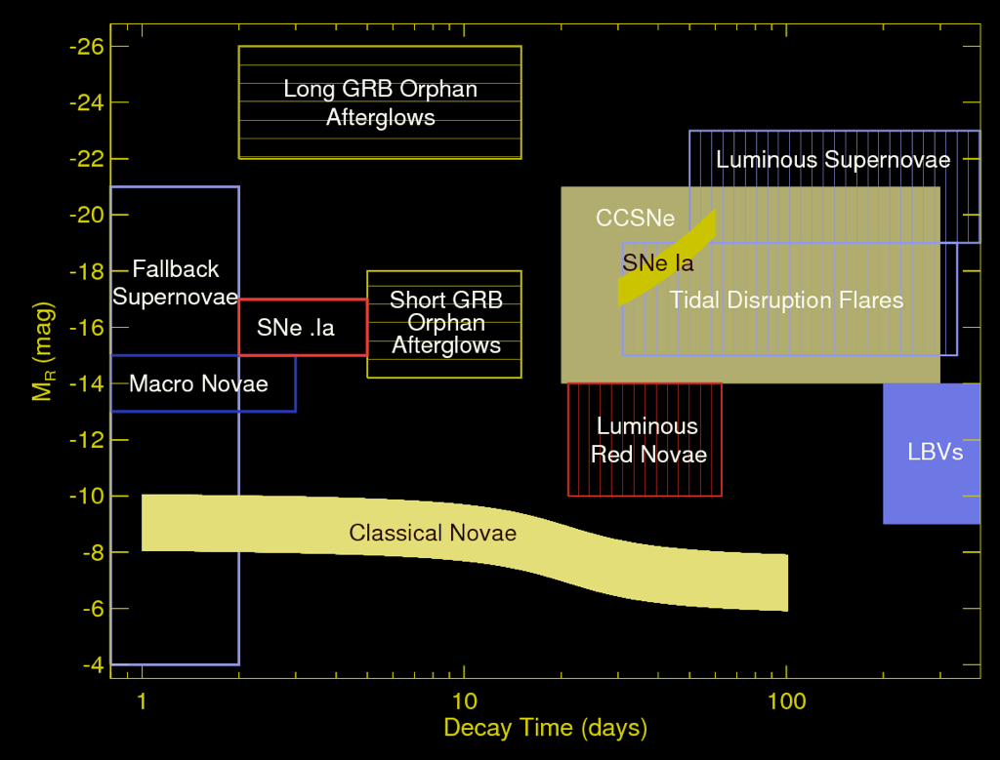 -26
-24
-22
-20
-18
-16
-14
-12
-10
-8
-6
-4
M_R (mag)
Long GRB Orphan
Afterglows
Luminous Supernovae
CCSNe
SNe Ia
Tidal Disruption Flares
Fallback
Supernovae
SNe .Ia
Short GRB
Orphan
Afterglows
Macro Novae
Luminous
Red Novae
LBVs
Classical Novae
1
10
100
Decay Time (days)